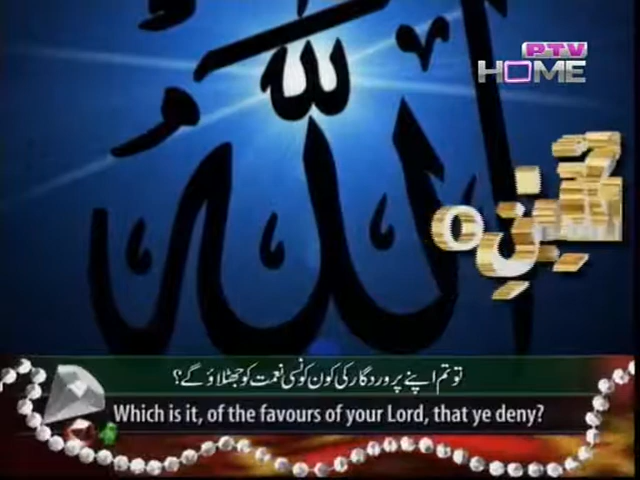 PTV
HOME
الله
خزینہ
تو تم اپنے پروردگار کی کون کونسی نعمت کو جھٹلاؤ گے؟
Which is it, of the favours of your Lord, that ye deny?